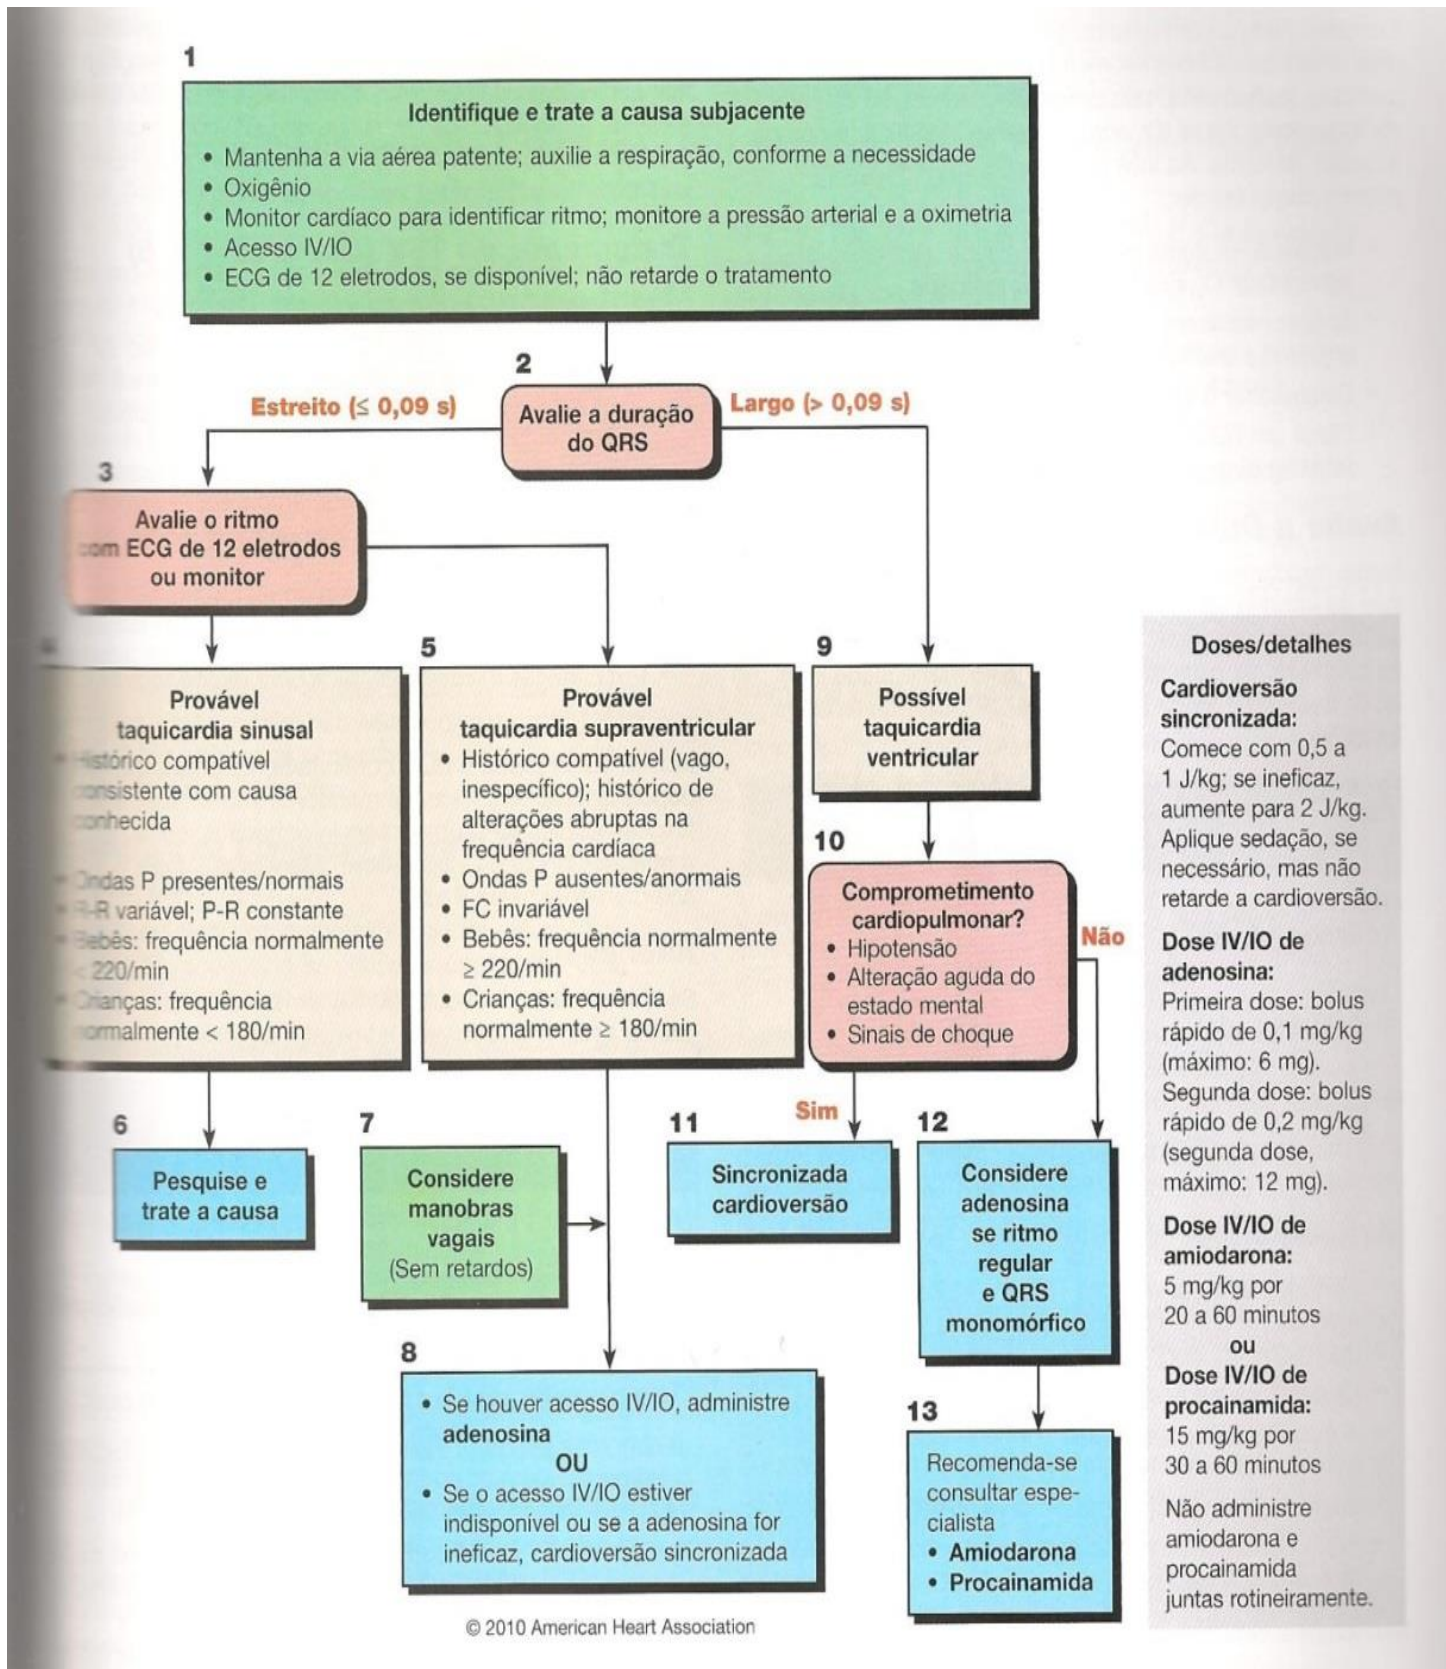 1
Identifique e trate a causa subjacente
• Mantenha a via aérea patente; auxilie a respiração, conforme a necessidade
• Oxigênio
• Monitor cardíaco para identificar ritmo; monitore a pressão arterial e a oximetria
• Acesso IV/IO
• ECG de 12 eletrodos, se disponível; não retarde o tratamento
2
Estreito (≤ 0,09 s)
Avalie a duração
do QRS
Largo (> 0,09 s)
3
Avalie o ritmo
com ECG de 12 eletrodos
ou monitor
Provável
taquicardia sinusal
Histórico compatível
consistente com causa
conhecida
Ondas P presentes/normais
R-R variável; P-R constante
Bebês: frequência normalmente
< 220/min
Crianças: frequência
normalmente < 180/min
5
Provável
taquicardia supraventricular
• Histórico compatível (vago,
inespecífico); histórico de
alterações abruptas na
frequência cardíaca
• Ondas P ausentes/anormais
• FC invariável
• Bebês: frequência normalmente
≥ 220/min
• Crianças: frequência
normalmente ≥ 180/min
9
Possível
taquicardia
ventricular
10
Comprometimento
cardiopulmonar?
• Hipotensão
• Alteração aguda do
estado mental
• Sinais de choque
Não
Sim
6
Pesquise e
trate a causa
7
Considere
manobras
vagais
(Sem retardos)
8
• Se houver acesso IV/IO, administre
adenosina
OU
• Se o acesso IV/IO estiver
indisponível ou se a adenosina for
ineficaz, cardioversão sincronizada
11
Sincronizada
cardioversão
12
Considere
adenosina
se ritmo
regular
e QRS
monomórfico
13
Recomenda-se
consultar espe-
cialista
• Amiodarona
• Procainamida
Doses/detalhes
Cardioversão
sincronizada:
Comece com 0,5 a
1 J/kg; se ineficaz,
aumente para 2 J/kg.
Aplique sedação, se
necessário, mas não
retarde a cardioversão.
Dose IV/IO de
adenosina:
Primeira dose: bolus
rápido de 0,1 mg/kg
(máximo: 6 mg).
Segunda dose: bolus
rápido de 0,2 mg/kg
(segunda dose,
máximo: 12 mg).
Dose IV/IO de
amiodarona:
5 mg/kg por
20 a 60 minutos
ou
Dose IV/IO de
procainamida:
15 mg/kg por
30 a 60 minutos
Não administre
amiodarona e
procainamida
juntas rotineiramente.
© 2010 American Heart Association